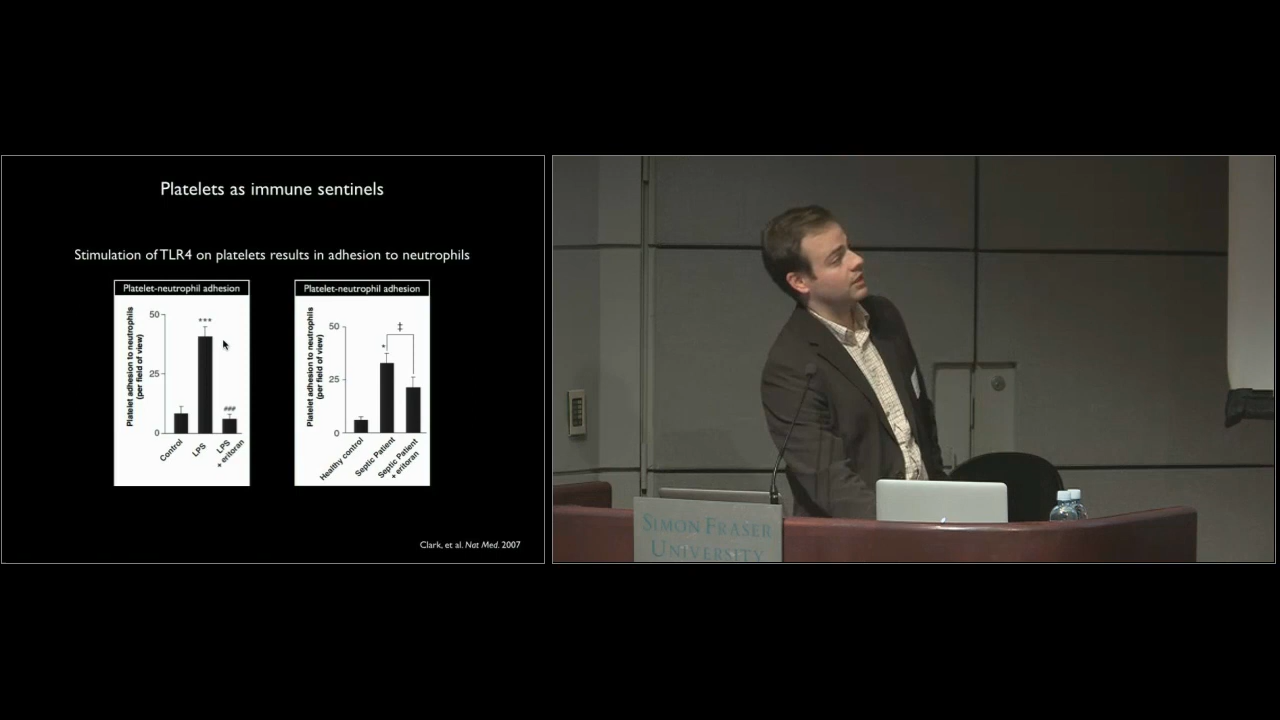 Platelets as immune sentinels
Stimulation of TLR4 on platelets results in adhesion to neutrophils
Platelet-neutrophil adhesion
Platelet adhesion to neutrophils
(per field of view)
50
25
0
***
###
Control
LPS
LPS
+ eritoran
Platelet-neutrophil adhesion
Platelet adhesion to neutrophils
(per field of view)
50
25
0
*
‡
Healthy control
Septic Patient
Septic Patient
+ eritoran
Clark, et al. Nat Med. 2007
SIMON FRASER
UNIVERSITY